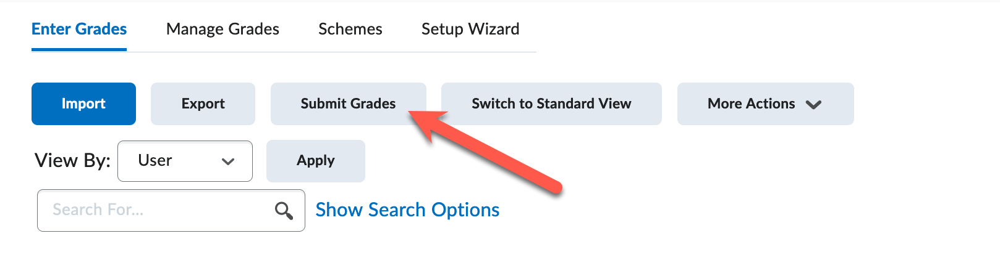 Enter Grades Manage Grades Schemes Setup Wizard
Import Export Submit Grades Switch to Standard View More Actions
View By: User Apply
Search For... Show Search Options